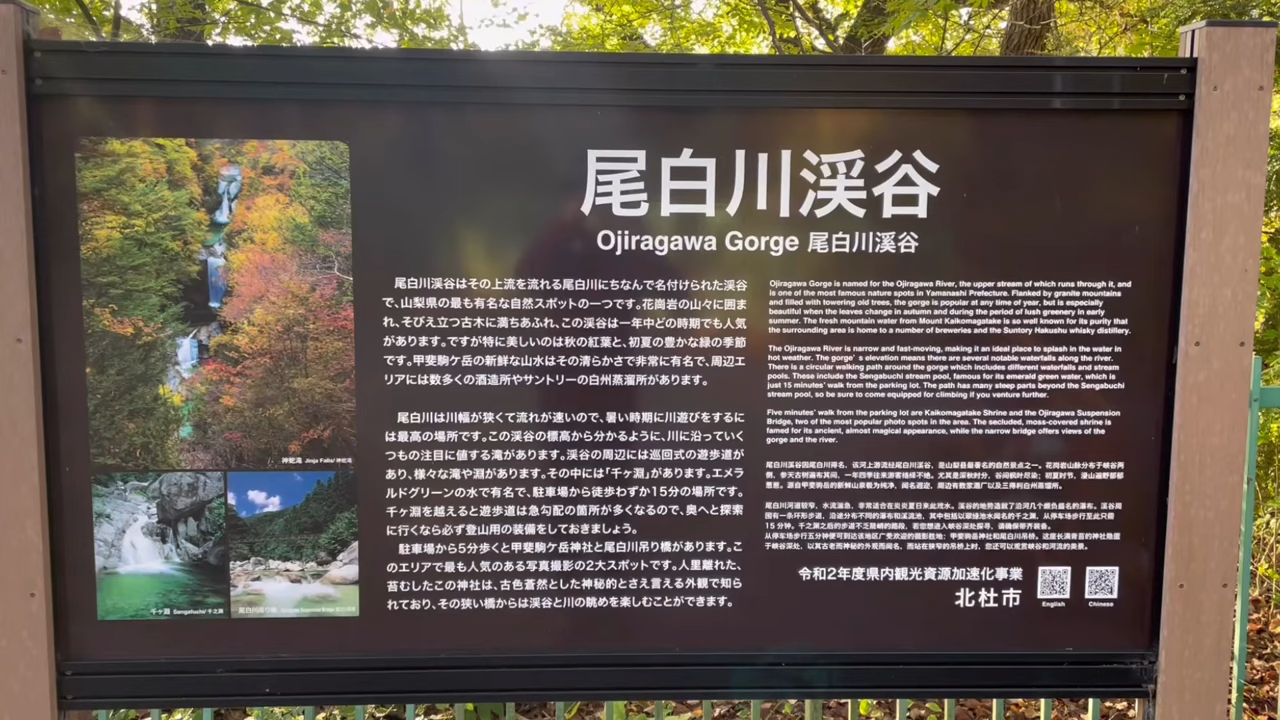 尾白川渓谷
Ojiragawa Gorge 尾白川溪谷
尾白川渓谷はその上流を流れる尾白川にちなんで名付けられた渓谷
で、山梨県の最も有名な自然スポットの一つです。花崗岩の山々に囲ま
れ、そびえ立つ古木に満ちあふれ、この渓谷は一年中どの時期でも人気
があります。ですが特に美しいのは秋の紅葉と、初夏の豊かな緑の季節
です。甲斐駒ケ岳の新鮮な山水はその清らかさで非常に有名で、周辺エ
リアには数多くの酒造所やサントリーの白州蒸溜所があります。
尾白川は川幅が狭くて流れが速いので、暑い時期に川遊びをするに
は最高の場所です。この渓谷の標高から分かるように、川に沿っていく
つもの注目に値する滝があります。渓谷の周辺には巡回式の遊歩道が
あり、様々な滝や淵があります。その中には「千ヶ淵」があります。エメラ
ルドグリーンの水で有名で、駐車場から徒歩わずか15分の場所です。
千ヶ淵を越えると遊歩道は急勾配の箇所が多くなるので、奥へと探索
に行くなら必ず登山用の装備をしておきましょう。
駐車場から5分歩くと甲斐駒ケ岳神社と尾白川吊り橋があります。こ
のエリアで最も人気のある写真撮影の2大スポットです。人里離れた、
苔むしたこの神社は、古色蒼然とした神秘的とさえ言える外観で知ら
れており、その狭い橋からは渓谷と川の眺めを楽しむことができます。
Ojiragawa Gorge is named for the Ojiragawa River, the upper stream of which runs through it, and
is one of the most famous nature spots in Yamanashi Prefecture. Flanked by granite mountains
and filled with towering old trees, the gorge is popular at any time of year, but is especially
beautiful when the leaves change in autumn and during the period of lush greenery in early
summer. The fresh mountain water from Mount Kaikomagatake is so well known for its purity that
the surrounding area is home to a number of breweries and the Suntory Hakushu whisky distillery.
The Ojiragawa River is narrow and fast-moving, making it an ideal place to splash in the water in
hot weather. The gorge's elevation means there are several notable waterfalls along the river.
There is a circular walking path around the gorge which includes different waterfalls and stream
pools. These include the Sengabuchi stream pool, famous for its emerald green water, which is
just 15 minutes' walk from the parking lot. The path has many steep parts beyond the Sengabuchi
stream pool, so be sure to come equipped for climbing if you venture further.
Five minutes' walk from the parking lot are Kaikomagatake Shrine and the Ojiragawa Suspension
Bridge, two of the most popular photo spots in the area. The secluded, moss-covered shrine is
famed for its ancient, almost magical appearance, while the narrow bridge offers views of the
gorge and the river.
神蛇滝 Jinja Falls/ 神蛇滝
千ヶ淵 Sengabuchi/ 千之渊
令和2年度県内観光資源加速化事業
北杜市
English
Chinese